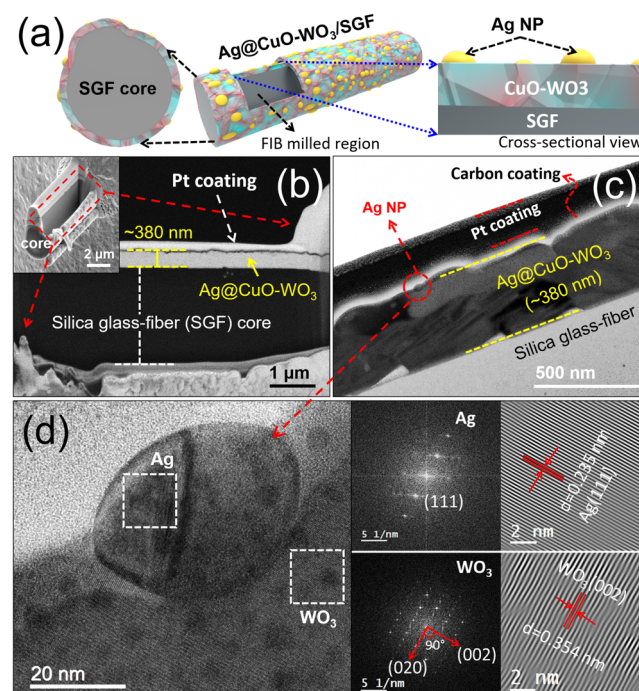 (a)
Ag@CuO-WO3/SGF
Ag NP
SGF core
CuO-WO3
SGF
FIB milled region
Cross-sectional view
(b)
Pt coating
~380 nm
core
2 μm
Ag@CuO-WO3
Silica glass-fiber (SGF) core
1 μm
(c)
Carbon coating
Ag NP
Pt coating
Ag@CuO-WO3
(~380 nm)
Silica glass-fiber
500 nm
(d)
Ag
WO3
20 nm
Ag
(111)
5 1/nm
d=0.235 nm
Ag(111)
2 nm
WO3
90°
(020)
(002)
5 1/nm
WO3(002)
d=0.354 nm
2 nm